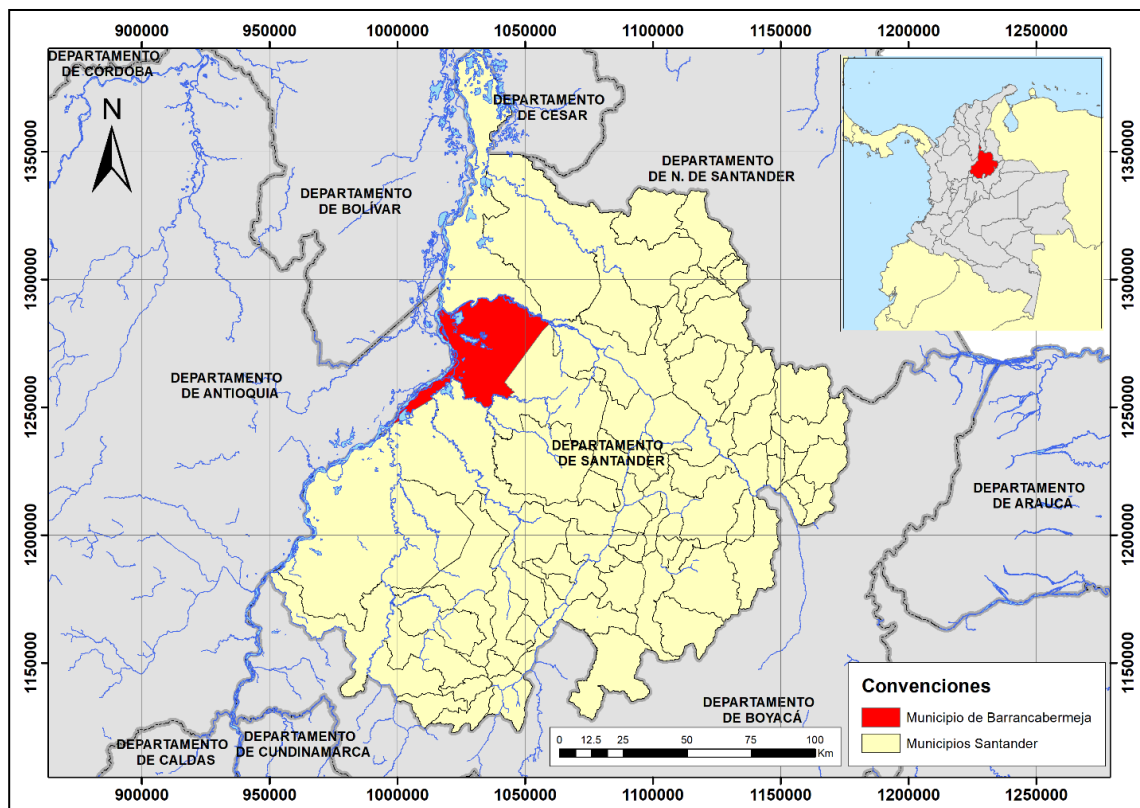 900000 950000 1000000 1050000 1100000 1150000 1200000 1250000
DEPARTAMENTO
DE CÓRDOBA
N
DEPARTAMENTO
DE CESAR
1350000
1350000
DEPARTAMENTO
DE N. DE SANTANDER
DEPARTAMENTO
DE BOLÍVAR
1300000
1300000
DEPARTAMENTO
DE ANTIOQUIA
1250000
1250000
DEPARTAMENTO
DE SANTANDER
DEPARTAMENTO
DE ARAUCA
1200000
1200000
1150000
1150000
DEPARTAMENTO
DE BOYACÁ
DEPARTAMENTO
DE CUNDINAMARCA
DEPARTAMENTO
DE CALDAS
Convenciones
Municipio de Barrancabermeja
Municipios Santander
0 12.5 25 50 75 100
Km
900000 950000 1000000 1050000 1100000 1150000 1200000 1250000